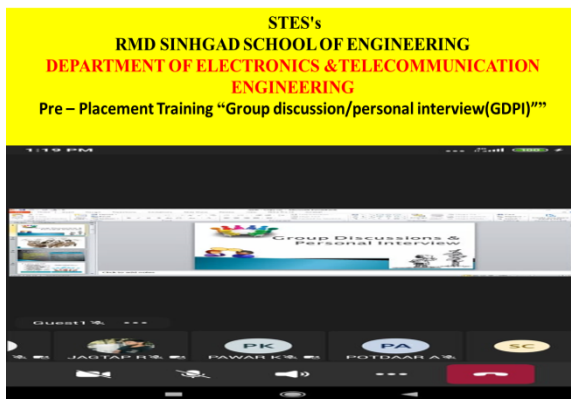 STES's
RMD SINHGAD SCHOOL OF ENGINEERING
DEPARTMENT OF ELECTRONICS &TELECOMMUNICATION
ENGINEERING
Pre – Placement Training “Group discussion/personal interview(GDPI)””
1:19 PM
100
Group Discussions &
Personal Interview
Guest1
PK
PA
SC
JAGTAP R
PAWAR K
POTDAAR A